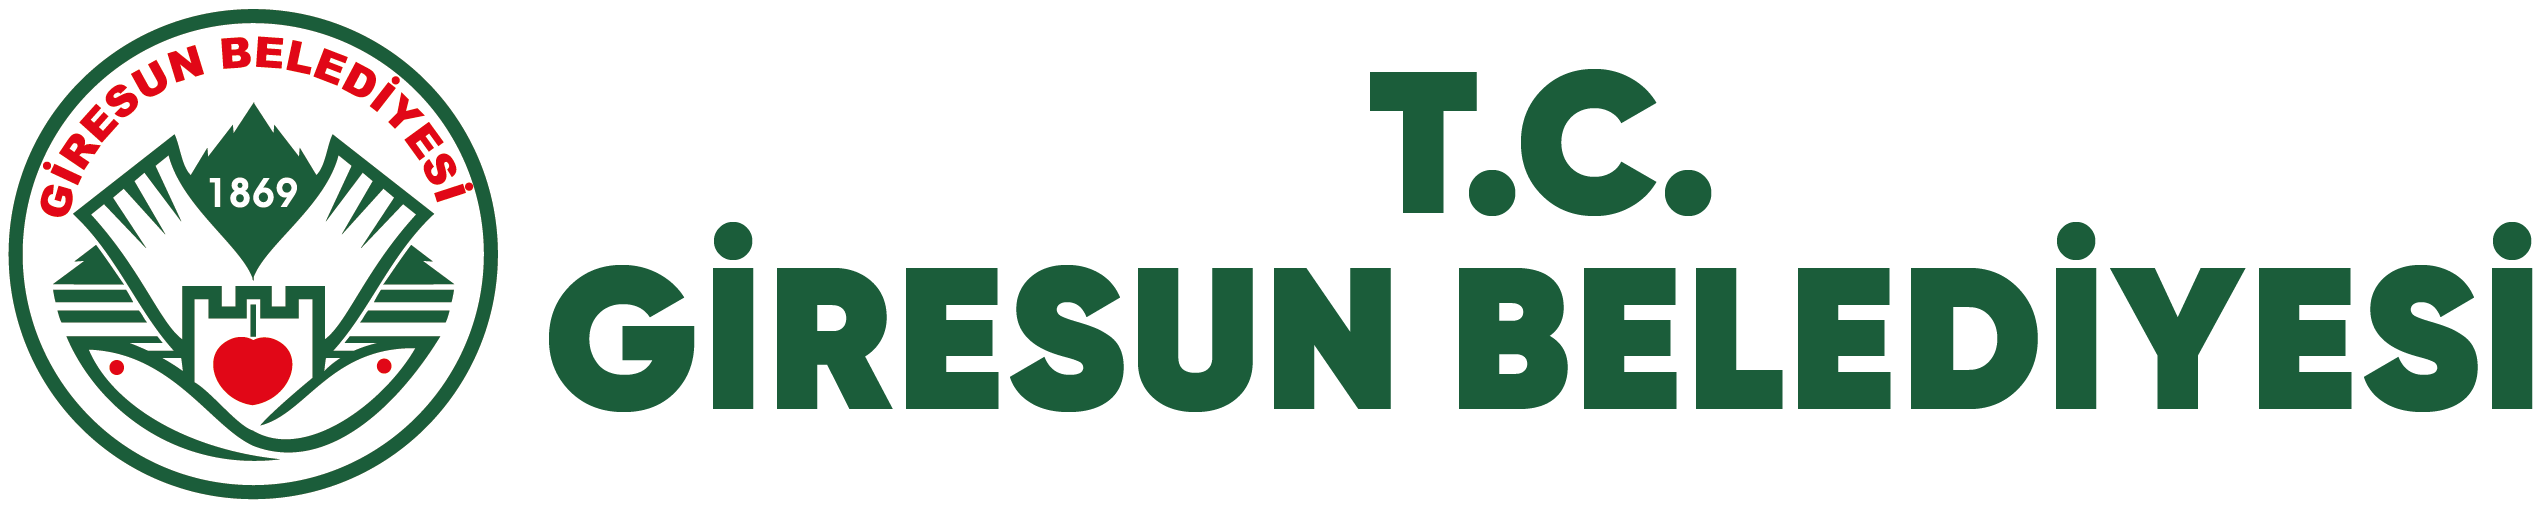 GİRESUN BELEDİYESİ
1869
T.C.
GİRESUN BELEDİYESİ